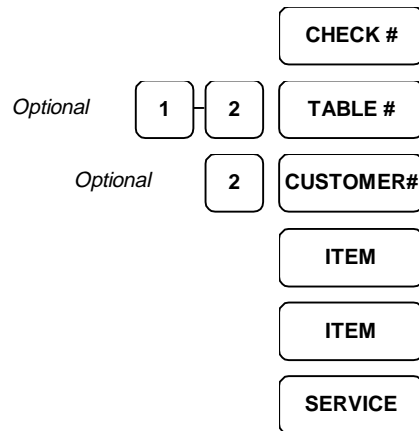 CHECK #
Optional 1 2 TABLE #
Optional 2 CUSTOMER#
ITEM
ITEM
SERVICE